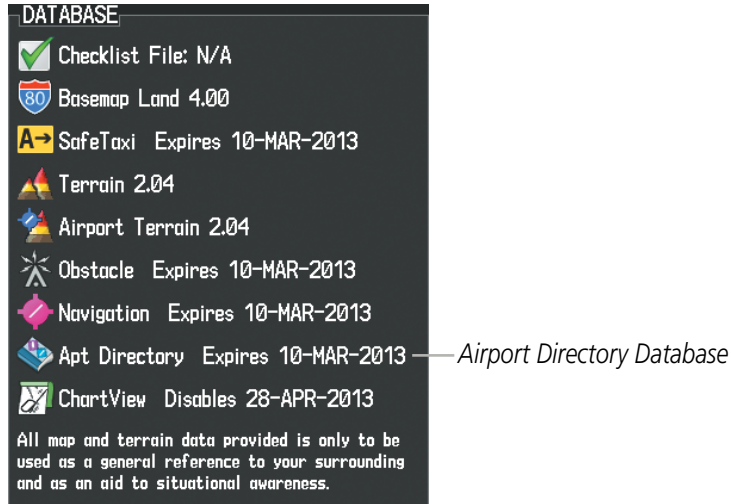 DATABASE
Checklist File: N/A
80 Basemap Land 4.00
A→ SafeTaxi Expires 10-MAR-2013
Terrain 2.04
Airport Terrain 2.04
Obstacle Expires 10-MAR-2013
Navigation Expires 10-MAR-2013
Apt Directory Expires 10-MAR-2013 Airport Directory Database
ChartView Disables 28-APR-2013
All map and terrain data provided is only to be
used as a general reference to your surrounding
and as an aid to situational awareness.